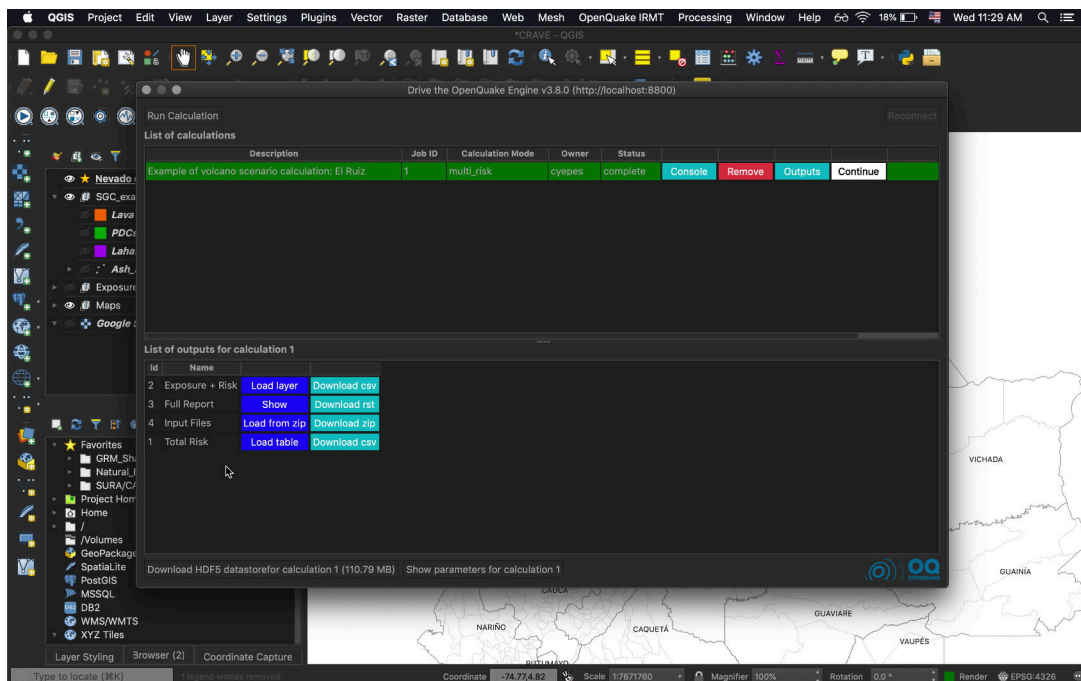 QGIS Project Edit View Layer Settings Plugins Vector Raster Database Web Mesh OpenQuake IRMT Processing Window Help 18% Wed 11:29 AM
*CRAVE - QGIS
Drive the OpenQuake Engine v3.8.0 (http://localhost:8800)
Run Calculation Reconnect
List of calculations
Description Job ID Calculation Mode Owner Status
Example of volcano scenario calculation: El Ruiz 1 multi_risk cyepes complete Console Remove Outputs Continue
Nevado
SGC_exa
Lava
PDCs
Laha
Ash_
Exposure
Maps
Google
List of outputs for calculation 1
Id Name
2 Exposure + Risk Load layer Download csv
3 Full Report Show Download rst
4 Input Files Load from zip Download zip
1 Total Risk Load table Download csv
Favorites
GRM_Sh
Natural_
SURA/CA
Project Hom
Home
/
/Volumes
GeoPackage
SpatiaLite
PostGIS
MSSQL
DB2
WMS/WMTS
XYZ Tiles
Download HDF5 datastorefor calculation 1 (110.79 MB) Show parameters for calculation 1
OPENQUAKE
VICHADA
GUAINÍA
CAUCA
GUAVIARE
NARIÑO
CAQUETÁ
VAUPÉS
PUTUMAYO
Layer Styling Browser (2) Coordinate Capture
Type to locate (⌘K) 1 legend entries removed. Coordinate -74.77,4.82 Scale 1:7671760 Magnifier 100% Rotation 0.0 ° Render EPSG:4326